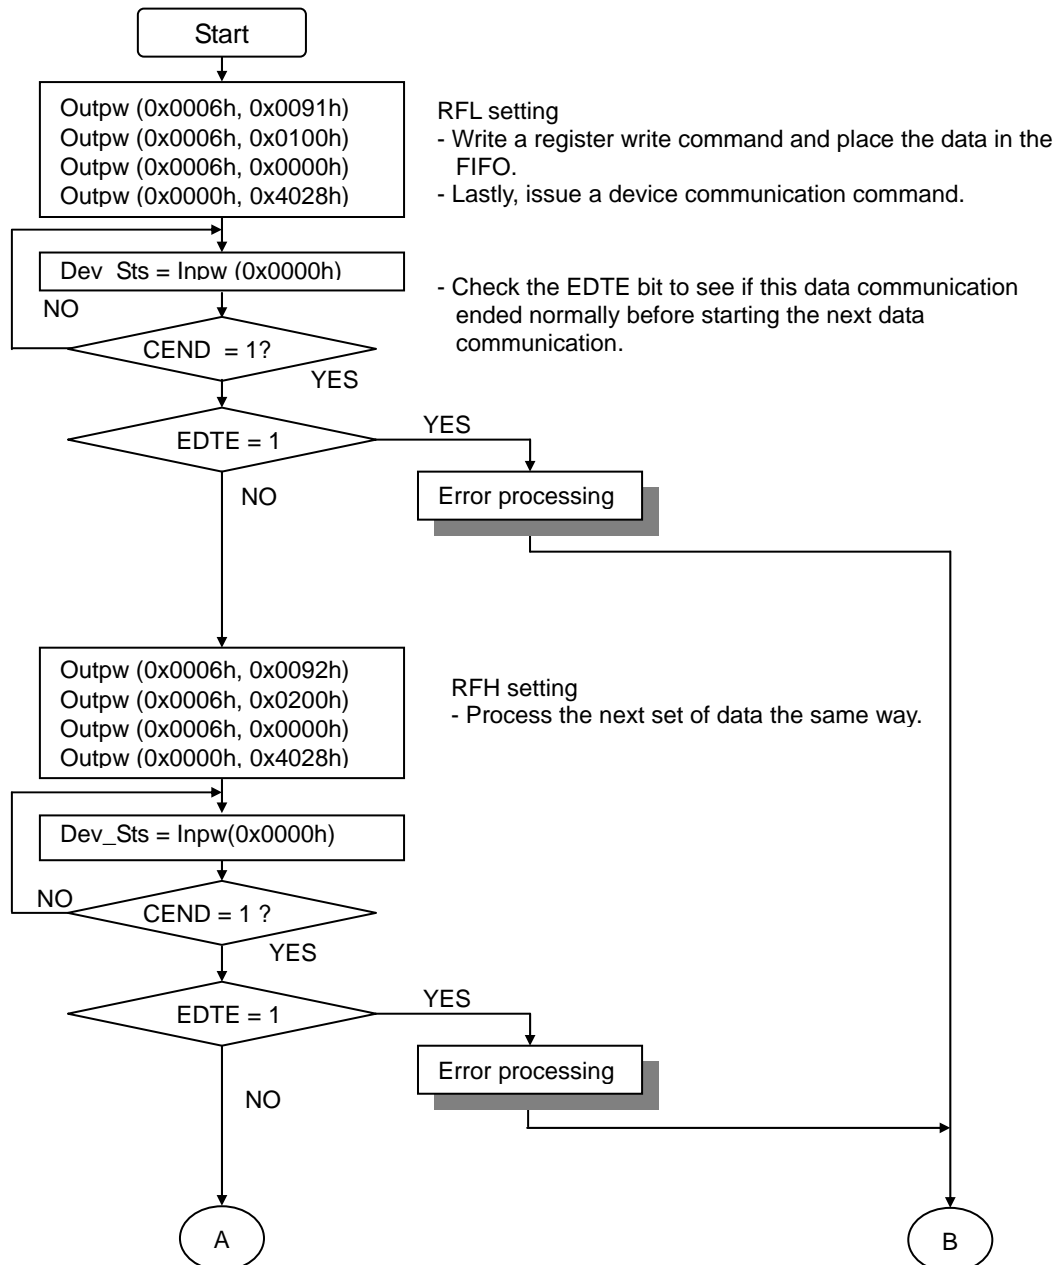 Start
Outpw (0x0006h, 0x0091h)
Outpw (0x0006h, 0x0100h)
Outpw (0x0006h, 0x0000h)
Outpw (0x0000h, 0x4028h)
RFL setting
- Write a register write command and place the data in the
FIFO.
- Lastly, issue a device communication command.
Dev_Sts = Inpw (0x0000h)
- Check the EDTE bit to see if this data communication
ended normally before starting the next data
communication.
NO
CEND = 1?
YES
EDTE = 1
YES
Error processing
NO
Outpw (0x0006h, 0x0092h)
Outpw (0x0006h, 0x0200h)
Outpw (0x0006h, 0x0000h)
Outpw (0x0000h, 0x4028h)
RFH setting
- Process the next set of data the same way.
Dev_Sts = Inpw(0x0000h)
NO
CEND = 1 ?
YES
EDTE = 1
YES
Error processing
NO
A
B